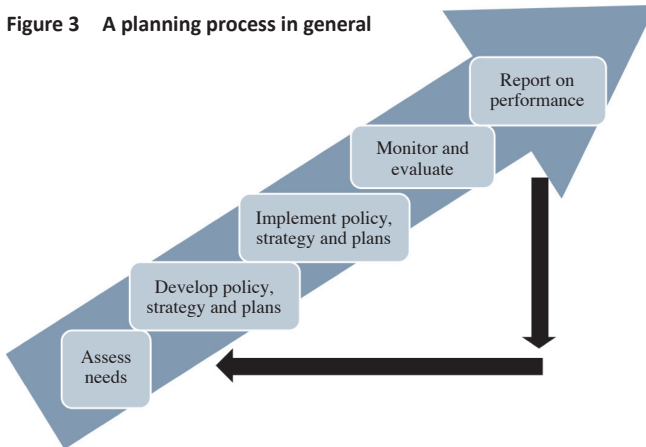 Figure 3 A planning process in general
Report on
performance
Monitor and
evaluate
Implement policy,
strategy and plans
Develop policy,
strategy and plans
Assess
needs